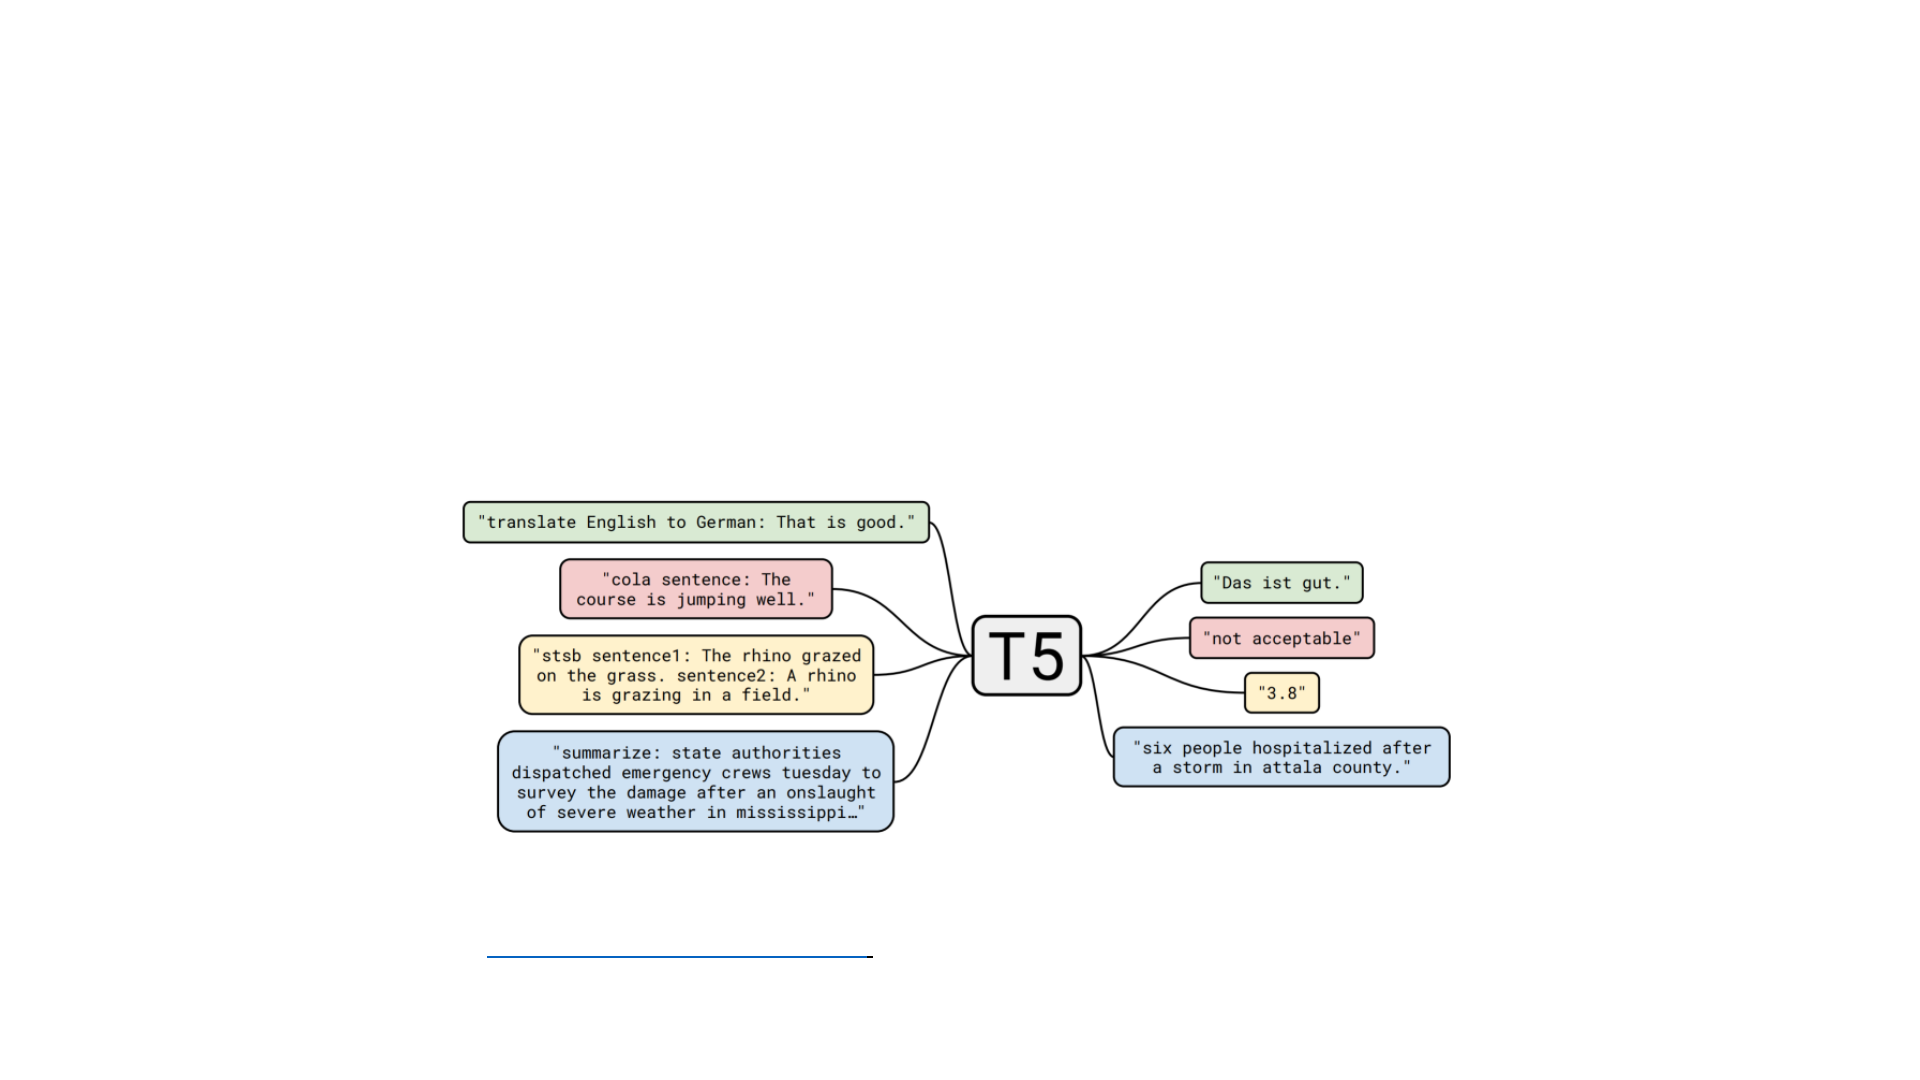 "translate English to German: That is good."
"cola sentence: The
course is jumping well."
"stsb sentence1: The rhino grazed
on the grass. sentence2: A rhino
is grazing in a field."
"summarize: state authorities
dispatched emergency crews tuesday to
survey the damage after an onslaught
of severe weather in mississippi…"
T5
"Das ist gut."
"not acceptable"
"3.8"
"six people hospitalized after
a storm in attala county."